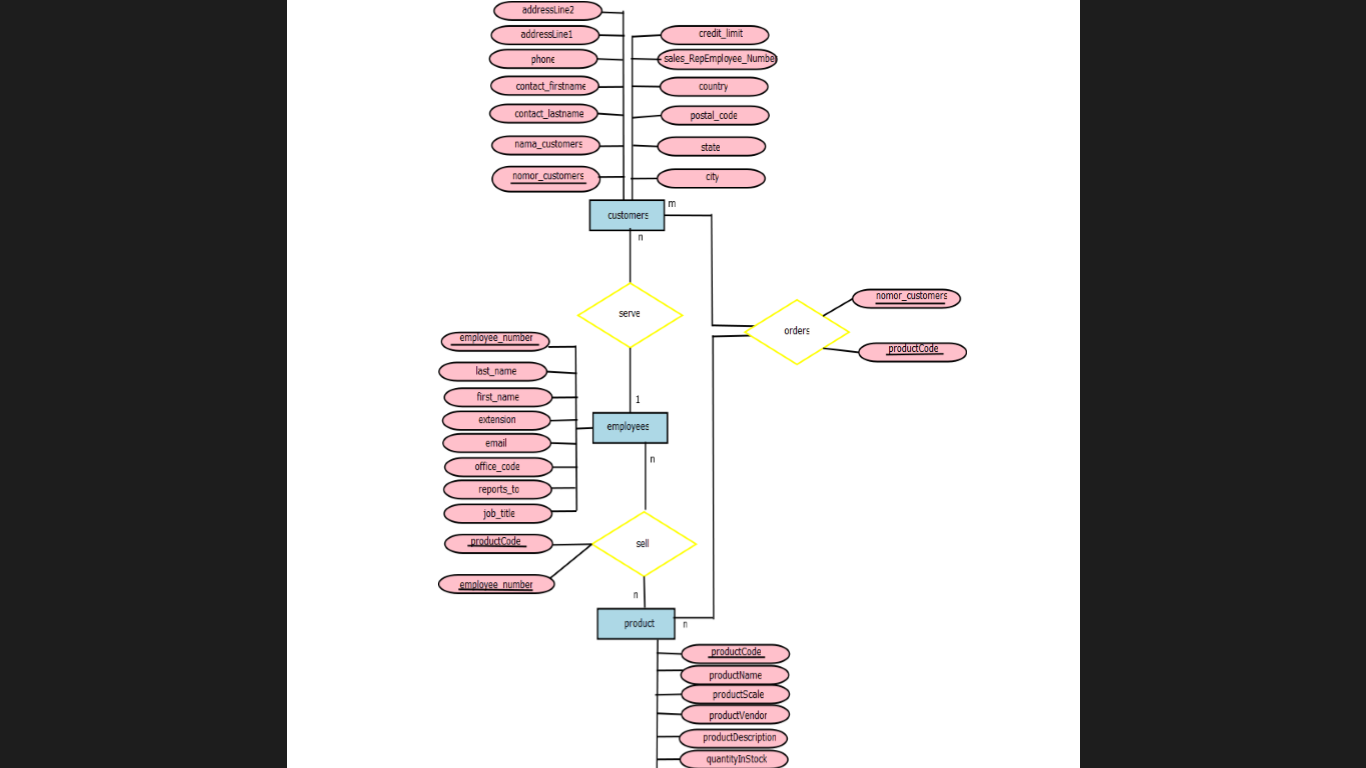 addressLine2
addressLine1
credit_limit
phone
sales_RepEmployee_Number
contact_firstname
country
contact_lastname
postal_code
nama_customers
state
nomor_customers
city
customers
m
n
serve
orders
nomor_customers
productCode
employee_number
last_name
first_name
1
extension
employees
email
n
office_code
reports_to
job_title
productCode
sell
employee_number
n
product
n
productCode
productName
productScale
productVendor
productDescription
quantityInStock